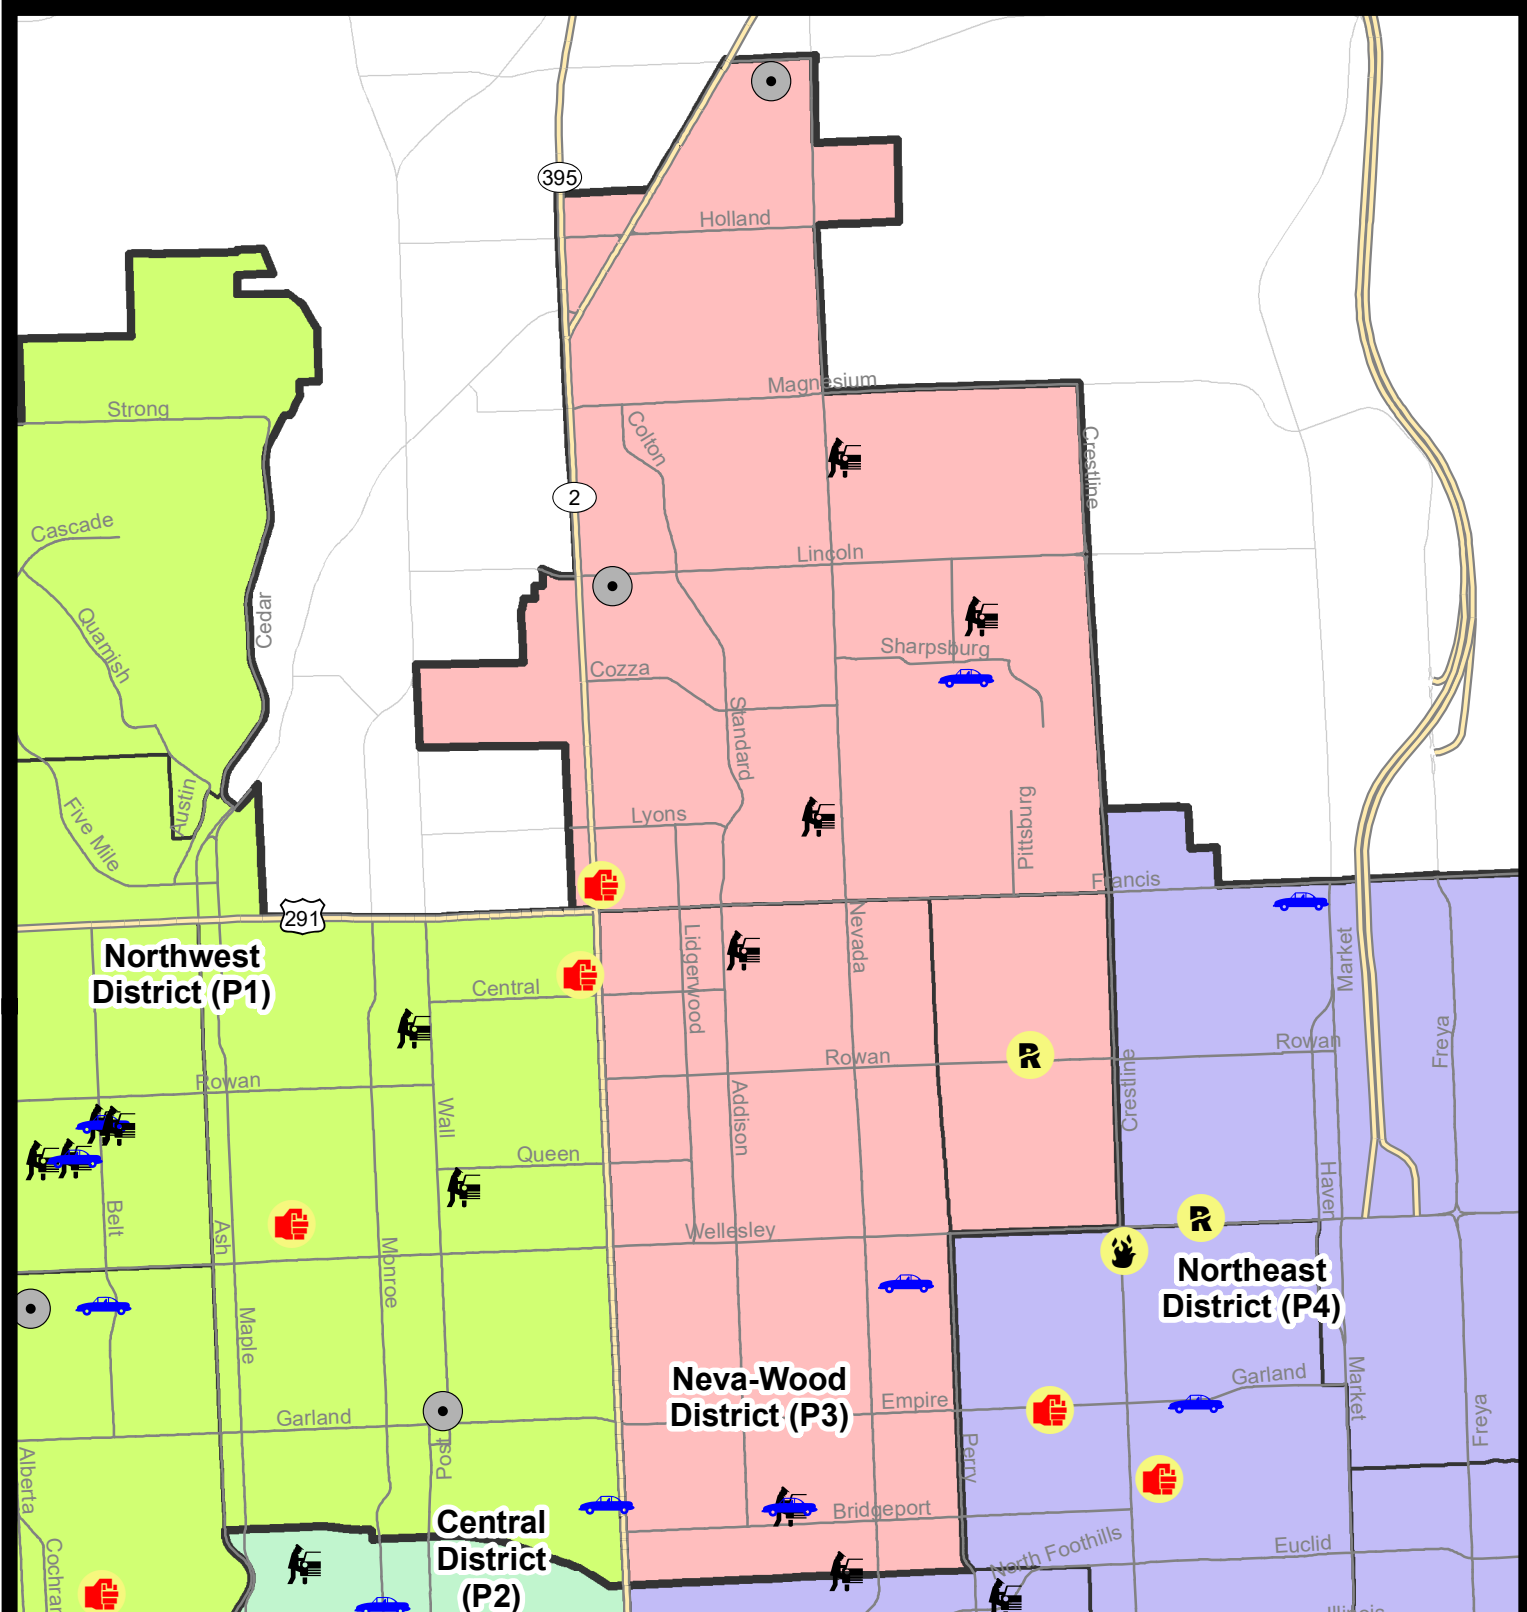 395
Holland
Magnesium
Strong
Colton
Crestline
2
Cascade
Lincoln
Cedar
Quamish
Sharpsburg
Cozza
Standard
Austin
Five Mile
Lyons
Pittsburg
Francis
291
Nevada
Lidgerwood
Market
Northwest
District (P1)
Central
Freya
Rowan
Rowan
Rowan
Crestline
Wall
Addison
Queen
Haven
Belt
Ash
Monroe
Wellesley
Northeast
District (P4)
Maple
Neva-Wood
District (P3)
Garland
Empire
Market
Freya
Garland
Post
Perry
Alberta
Bridgeport
Central
District
(P2)
North Foothills
Euclid
Cochran
Illinois